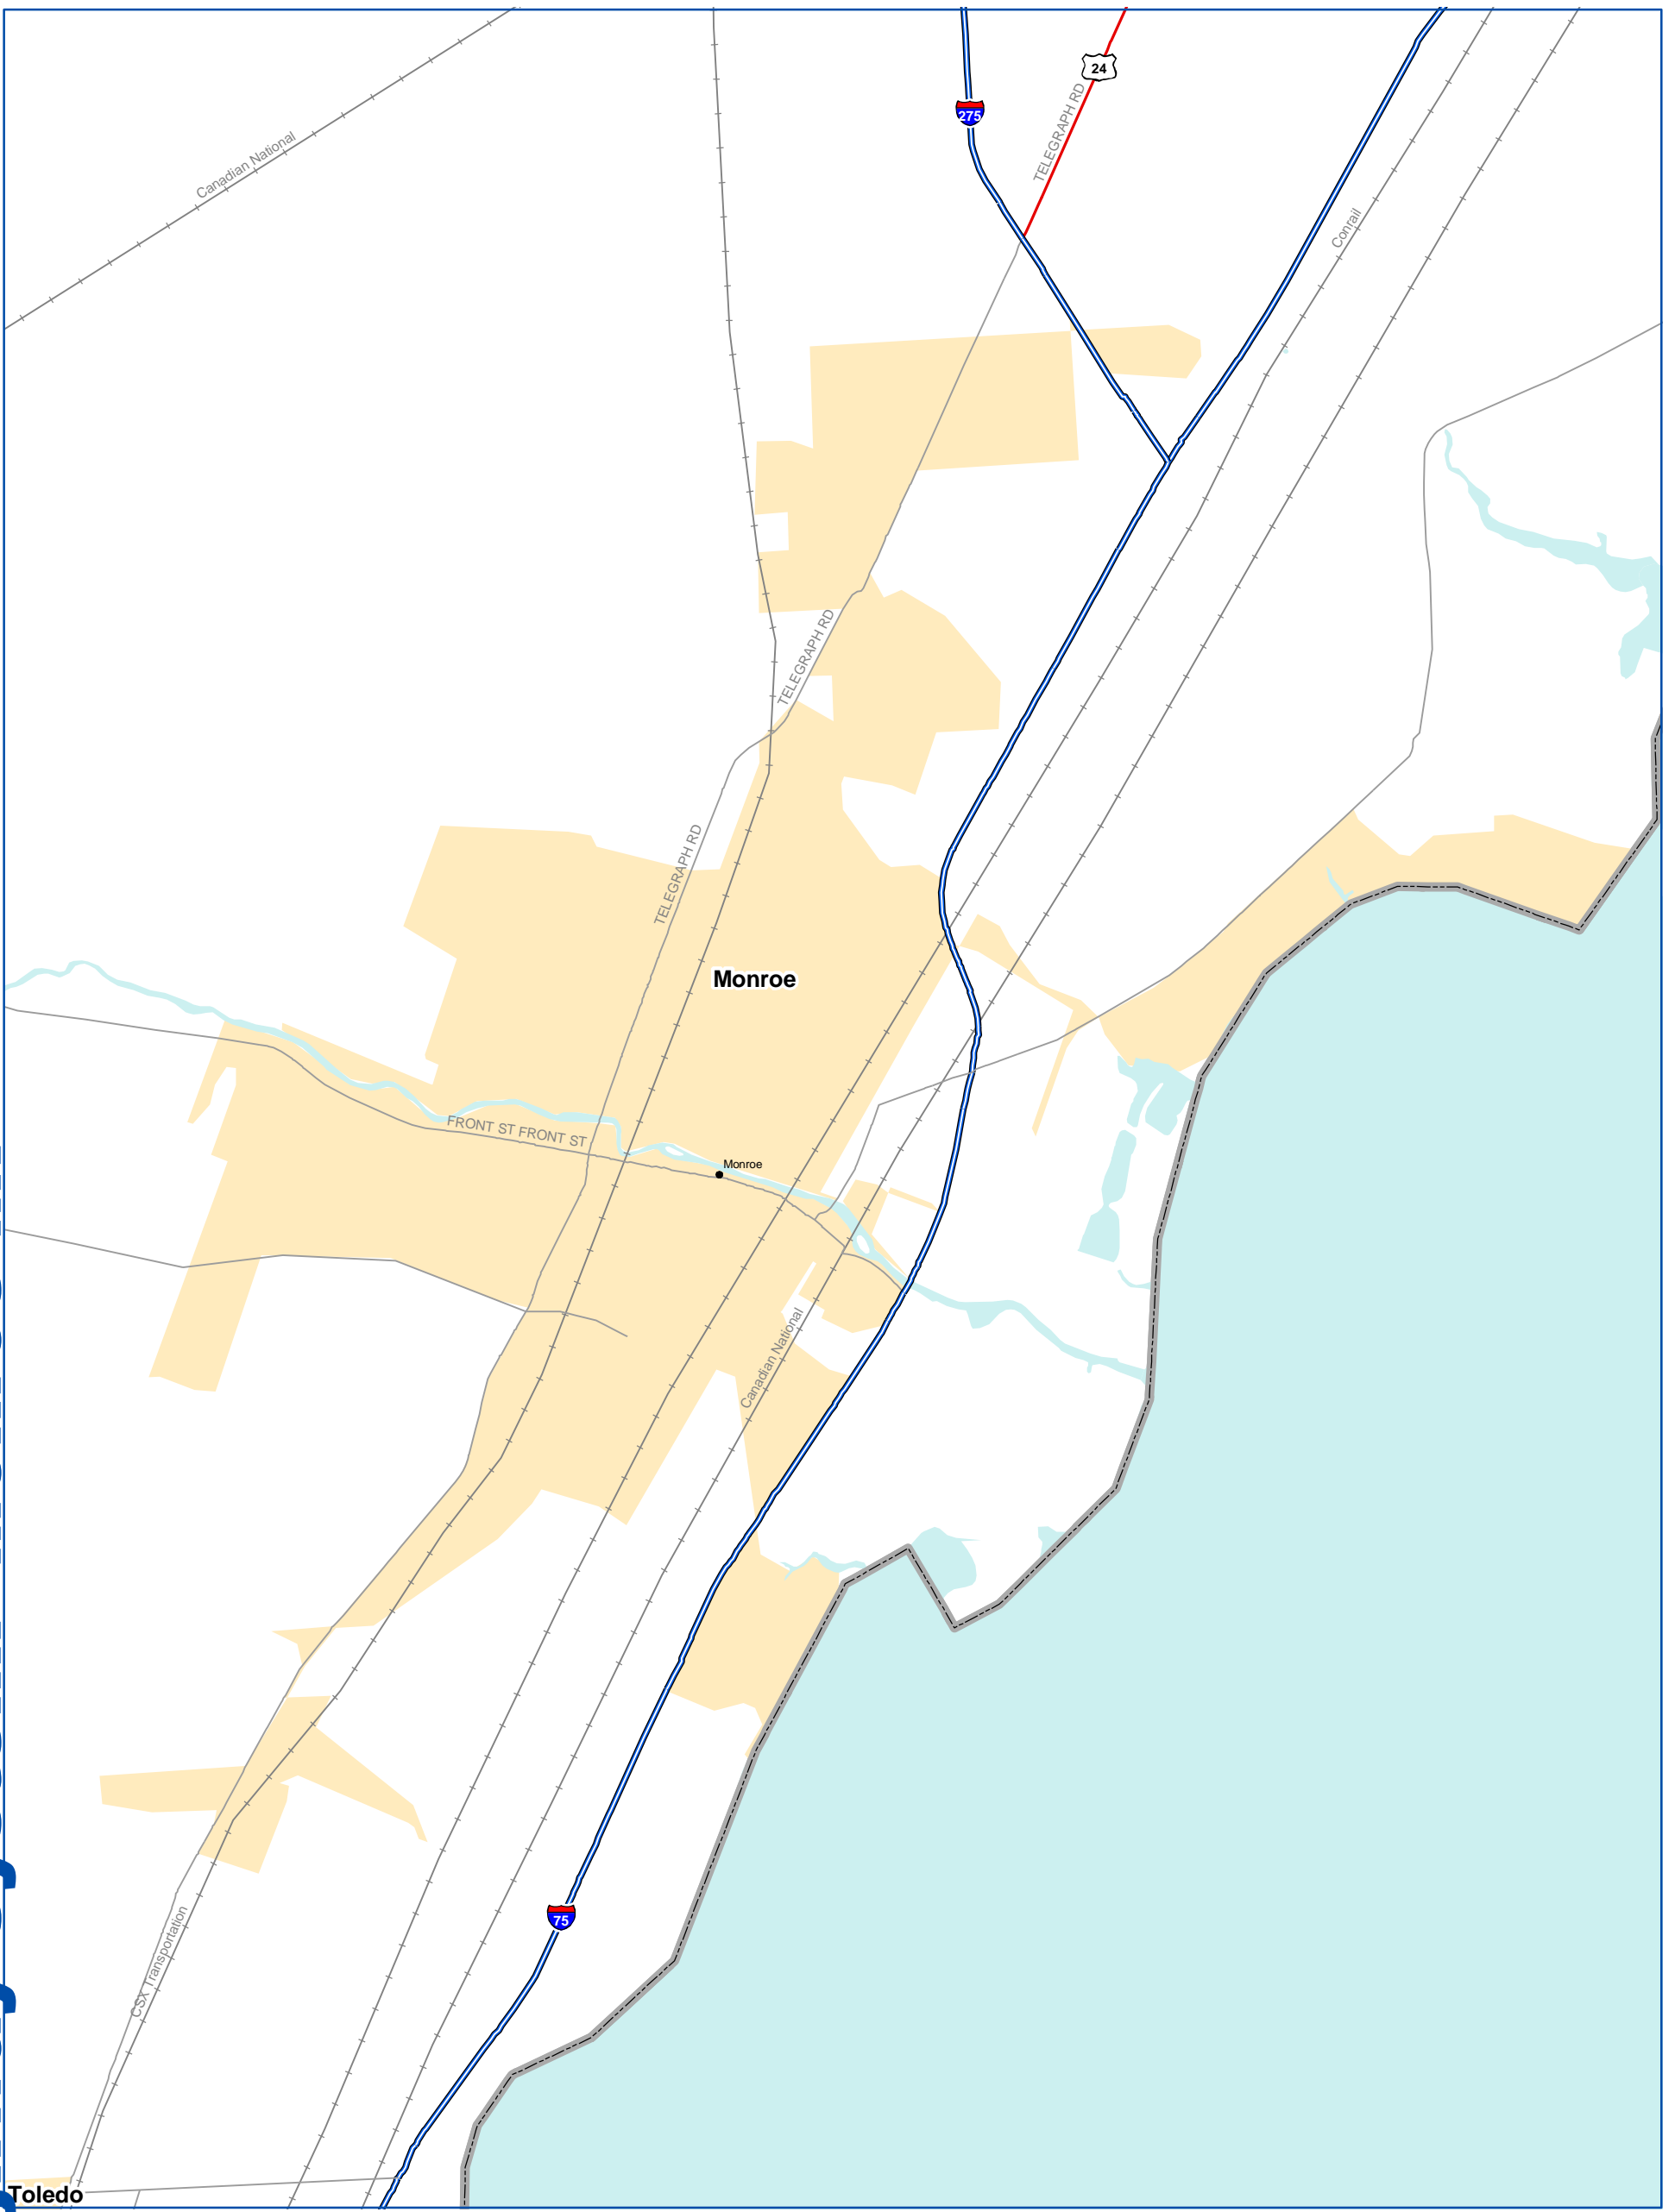 24
275
TELEGRAPH RD
Canadian National
Conrail
TELEGRAPH RD
TELEGRAPH RD
Monroe
FRONT ST FRONT ST
Monroe
Canadian National
75
CSX Transportation
Toledo